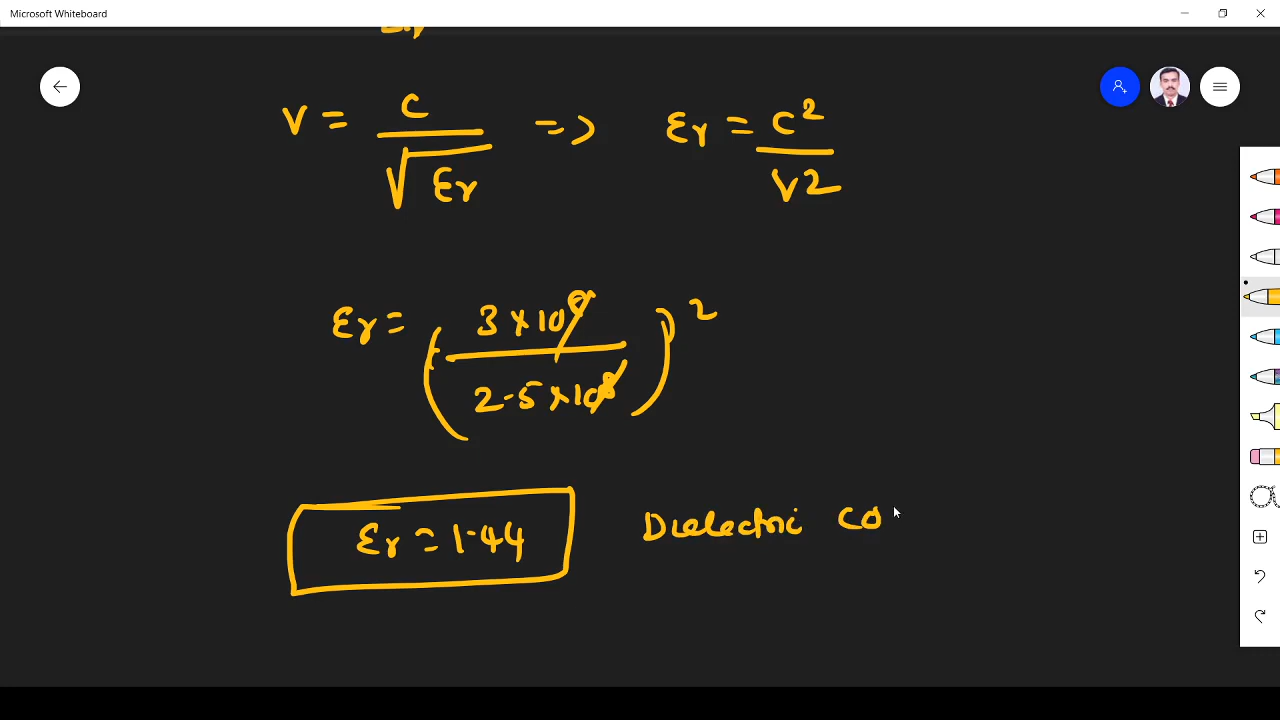 Microsoft Whiteboard
v = c / √εr => εr = c² / v2
εr = (3 × 10⁸ / 2.5 × 10⁸)²
εr = 1.44 Dielectric co